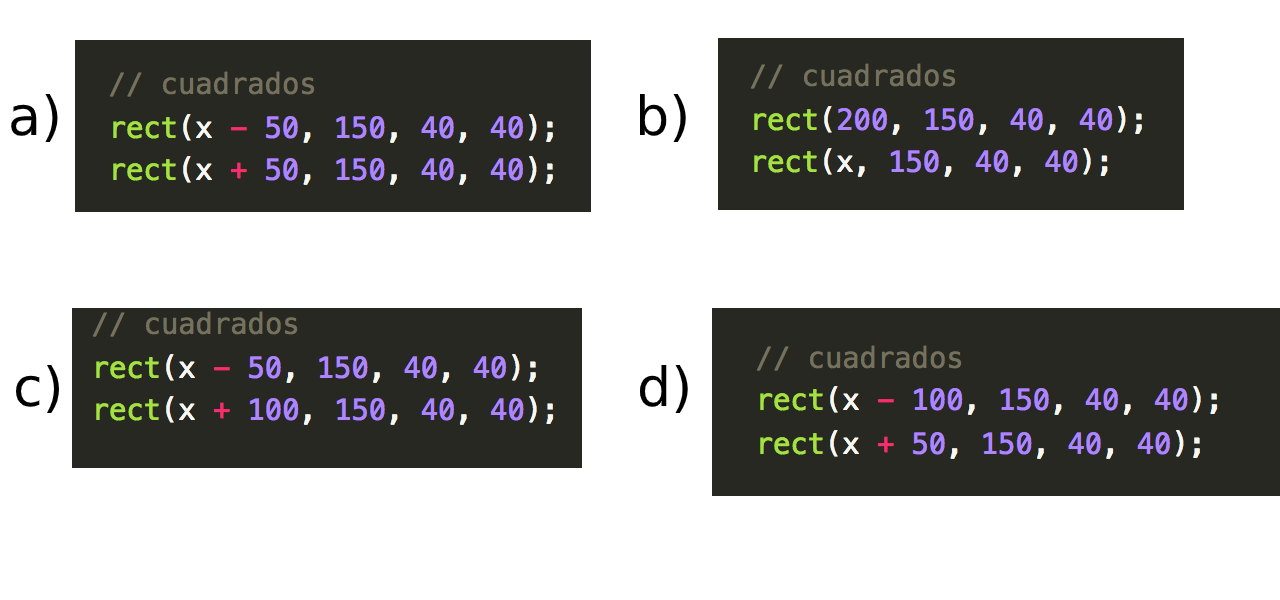 a)
// cuadrados
rect(x - 50, 150, 40, 40);
rect(x + 50, 150, 40, 40);
b)
// cuadrados
rect(200, 150, 40, 40);
rect(x, 150, 40, 40);
c)
// cuadrados
rect(x - 50, 150, 40, 40);
rect(x + 100, 150, 40, 40);
d)
// cuadrados
rect(x - 100, 150, 40, 40);
rect(x + 50, 150, 40, 40);